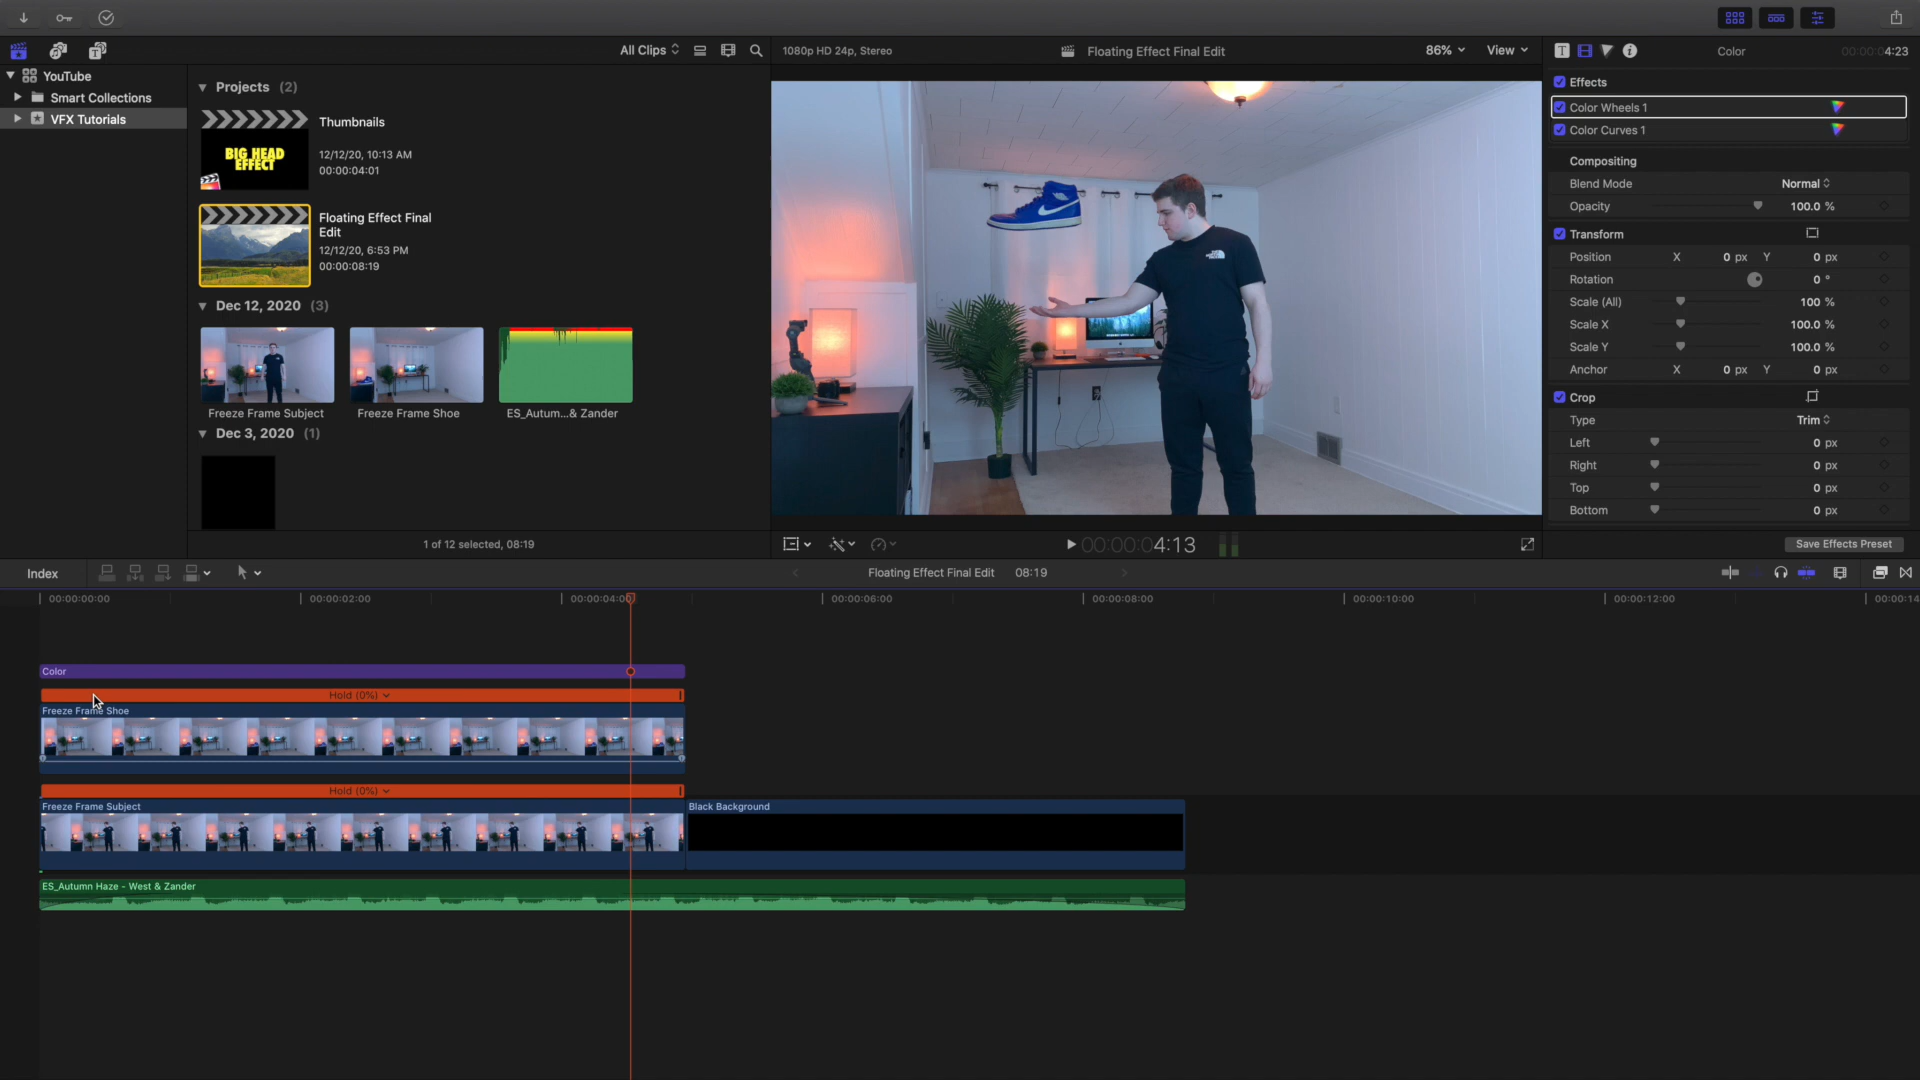 All Clips
1080p HD 24p, Stereo
Floating Effect Final Edit
86%
View
Color
00:00:04:23
YouTube
Smart Collections
VFX Tutorials
Projects (2)
BIG HEAD
EFFECT
Thumbnails
12/12/20, 10:13 AM
00:00:04:01
Floating Effect Final
Edit
12/12/20, 6:53 PM
00:00:08:19
Dec 12, 2020 (3)
Freeze Frame Subject
Freeze Frame Shoe
ES_Autum...& Zander
Dec 3, 2020 (1)
1 of 12 selected, 08:19
00:00:00:04:13
Effects
Color Wheels 1
Color Curves 1
Compositing
Blend Mode Normal
Opacity 100.0 %
Transform
Position X 0 px Y 0 px
Rotation 0 °
Scale (All) 100 %
Scale X 100.0 %
Scale Y 100.0 %
Anchor X 0 px Y 0 px
Crop
Type Trim
Left 0 px
Right 0 px
Top 0 px
Bottom 0 px
Save Effects Preset
Index
Floating Effect Final Edit 08:19
00:00:00:00
00:00:02:00
00:00:04:00
00:00:06:00
00:00:08:00
00:00:10:00
00:00:12:00
00:00:14
Color
Hold (0%)
Freeze Frame Shoe
Hold (0%)
Freeze Frame Subject
Black Background
ES_Autumn Haze - West & Zander